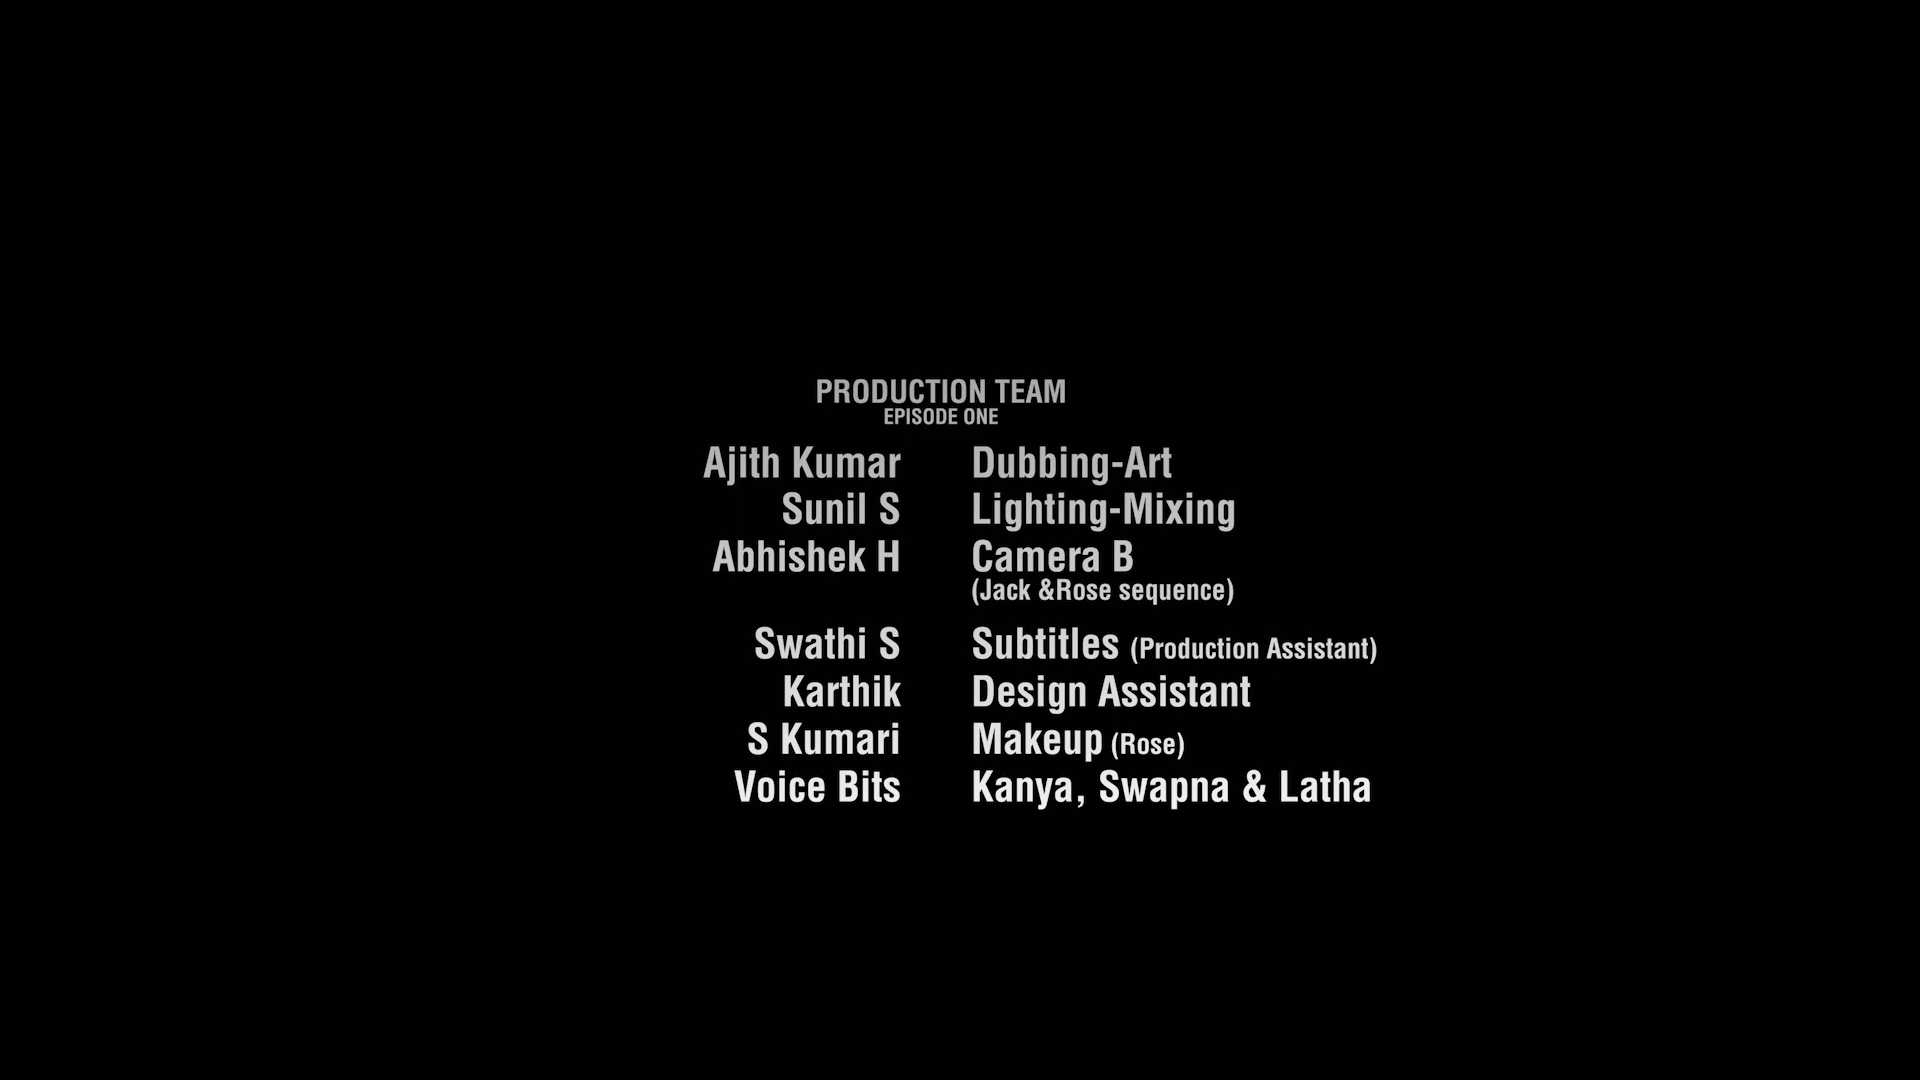 PRODUCTION TEAM
EPISODE ONE
Ajith Kumar Dubbing-Art
Sunil S Lighting-Mixing
Abhishek H Camera B
(Jack &Rose sequence)
Swathi S Subtitles (Production Assistant)
Karthik Design Assistant
S Kumari Makeup (Rose)
Voice Bits Kanya, Swapna & Latha